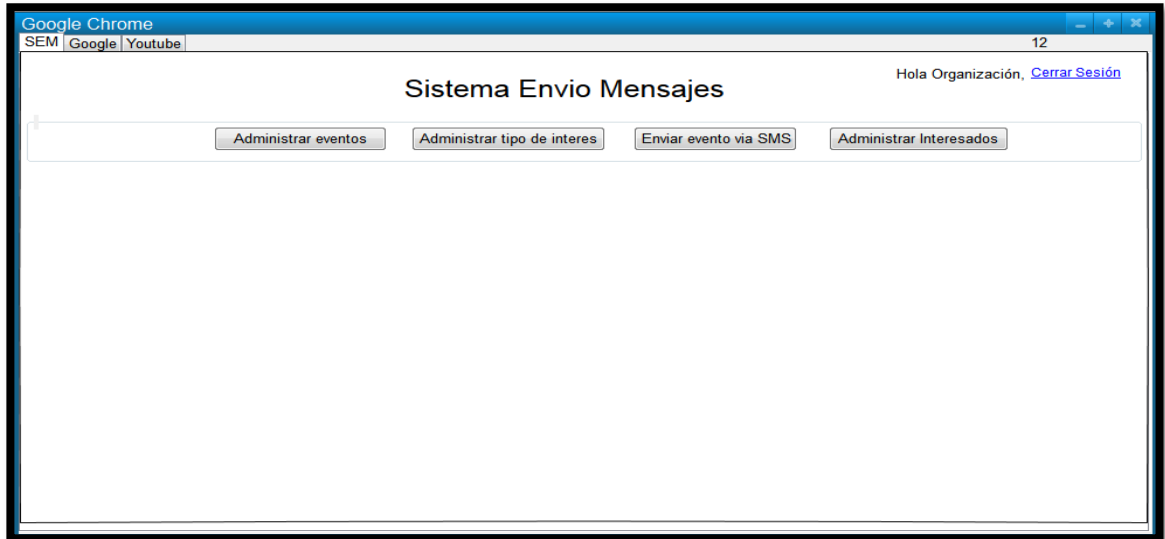 Google Chrome
SEM Google Youtube 12
Hola Organización, Cerrar Sesión
Sistema Envio Mensajes
Administrar eventos Administrar tipo de interes Enviar evento via SMS Administrar Interesados